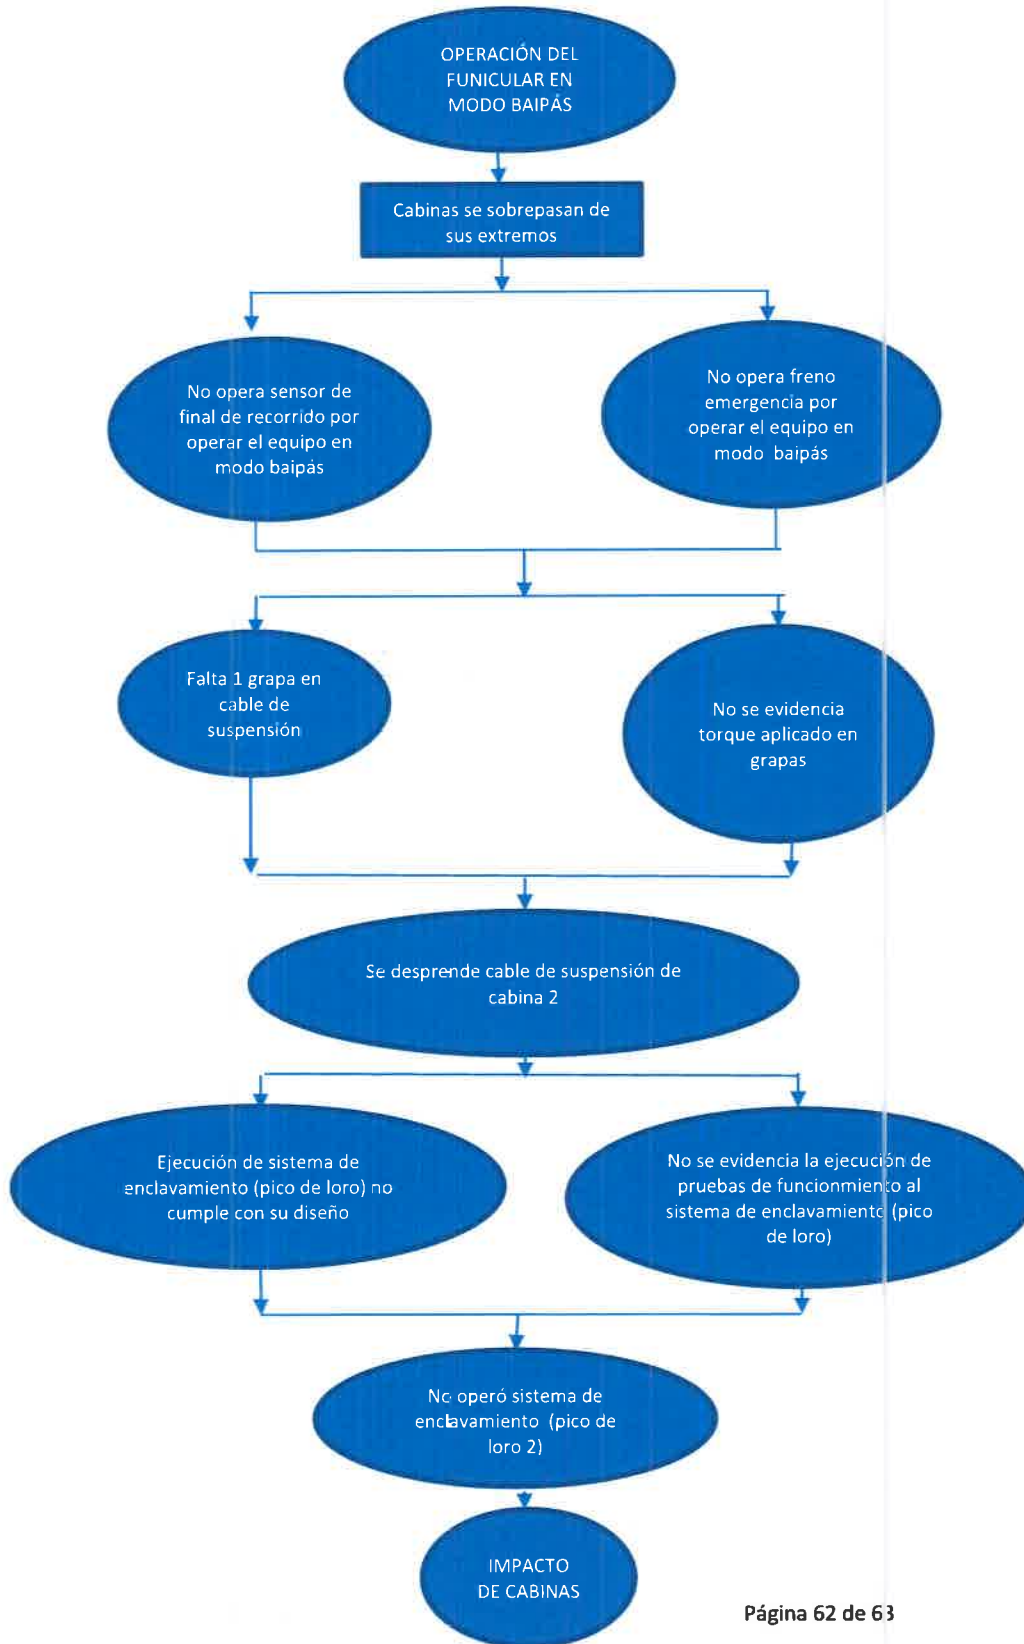 OPERACIÓN DEL
FUNICULAR EN
MODO BAIPÁS
Cabinas se sobrepasan de
sus extremos
No opera sensor de
final de recorrido por
operar el equipo en
modo baipás
No opera freno
emergencia por
operar el equipo en
modo baipás
Falta 1 grapa en
cable de
suspensión
No se evidencia
torque aplicado en
grapas
Se desprende cable de suspensión de
cabina 2
Ejecución de sistema de
enclavamiento (pico de loro) no
cumple con su diseño
No se evidencia la ejecución de
pruebas de funcionmiento al
sistema de enclavamiento (pico
de loro)
No operó sistema de
enclavamiento (pico de
loro 2)
IMPACTO
DE CABINAS
Página 62 de 63